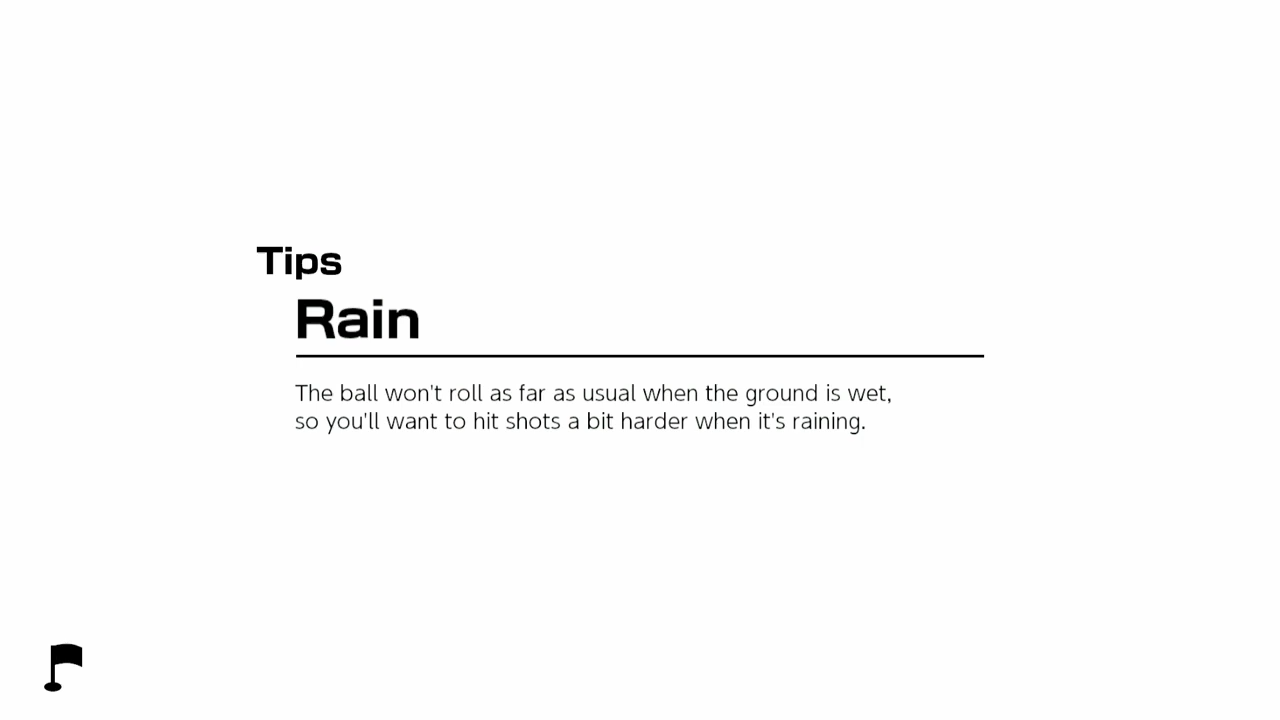 Tips
Rain
The ball won't roll as far as usual when the ground is wet,
so you'll want to hit shots a bit harder when it's raining.